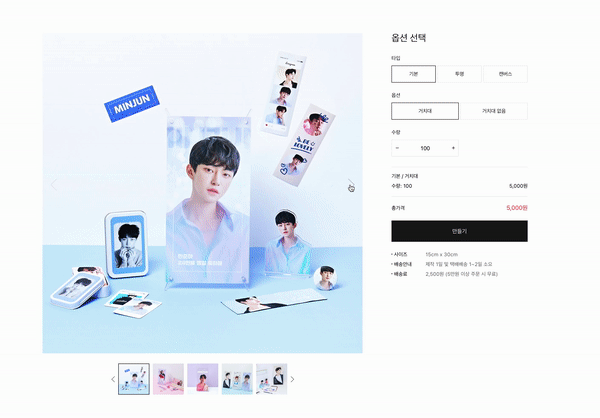 옵션 선택
타입
기본
투명
캔버스
옵션
거치대
거치대 없음
수량
− 100 +
기본 / 거치대
수량: 100 5,000원
총가격 5,000원
만들기
• 사이즈 15cm x 30cm
• 배송안내 제작 1일 및 택배배송 1~2일 소요
• 배송료 2,500원 (5만원 이상 주문 시 무료)
MINJUN
LOVELY